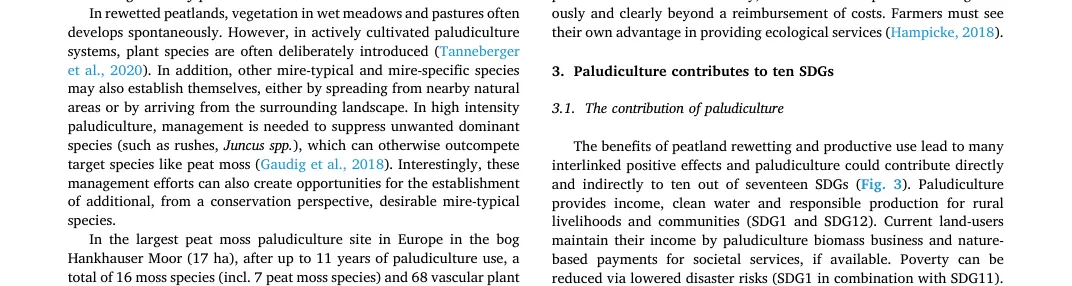 In rewetted peatlands, vegetation in wet meadows and pastures often
develops spontaneously. However, in actively cultivated paludiculture
systems, plant species are often deliberately introduced (Tanneberger
et al., 2020). In addition, other mire-typical and mire-specific species
may also establish themselves, either by spreading from nearby natural
areas or by arriving from the surrounding landscape. In high intensity
paludiculture, management is needed to suppress unwanted dominant
species (such as rushes, Juncus spp.), which can otherwise outcompete
target species like peat moss (Gaudig et al., 2018). Interestingly, these
management efforts can also create opportunities for the establishment
of additional, from a conservation perspective, desirable mire-typical
species.
In the largest peat moss paludiculture site in Europe in the bog
Hankhauser Moor (17 ha), after up to 11 years of paludiculture use, a
total of 16 moss species (incl. 7 peat moss species) and 68 vascular plant
ously and clearly beyond a reimbursement of costs. Farmers must see
their own advantage in providing ecological services (Hampicke, 2018).
3. Paludiculture contributes to ten SDGs
3.1. The contribution of paludiculture
The benefits of peatland rewetting and productive use lead to many
interlinked positive effects and paludiculture could contribute directly
and indirectly to ten out of seventeen SDGs (Fig. 3). Paludiculture
provides income, clean water and responsible production for rural
livelihoods and communities (SDG1 and SDG12). Current land-users
maintain their income by paludiculture biomass business and nature-
based payments for societal services, if available. Poverty can be
reduced via lowered disaster risks (SDG1 in combination with SDG11).